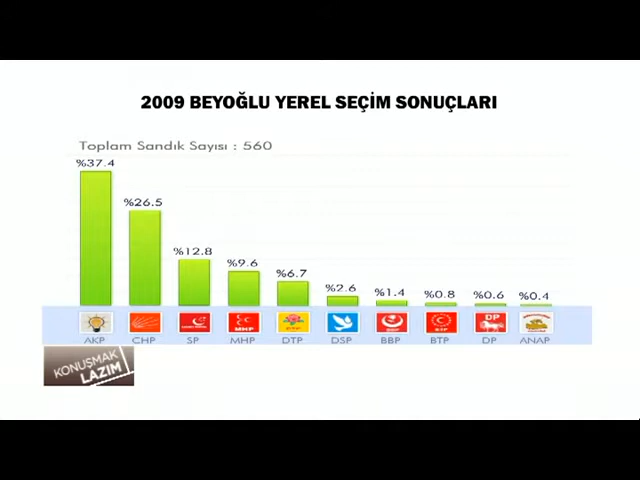 2009 BEYOĞLU YEREL SEÇİM SONUÇLARI
Toplam Sandık Sayısı : 560
%37.4
%26.5
%12.8
%9.6
%6.7
%2.6
%1.4
%0.8
%0.6
%0.4
MHP
DP
AKP CHP SP MHP DTP DSP BBP BTP DP ANAP
KONUŞMAK
LAZIM